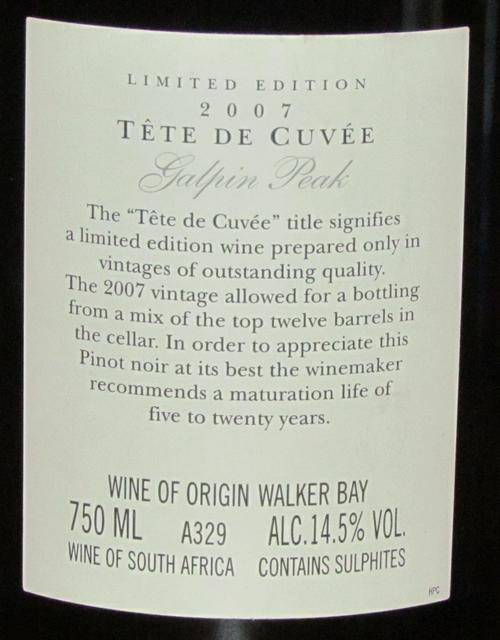 LIMITED EDITION
2007
TÊTE DE CUVÉE
Galpin Peak
The “Tête de Cuvée” title signifies
a limited edition wine prepared only in
vintages of outstanding quality.
The 2007 vintage allowed for a bottling
from a mix of the top twelve barrels in
the cellar. In order to appreciate this
Pinot noir at its best the winemaker
recommends a maturation life of
five to twenty years.
WINE OF ORIGIN WALKER BAY
750 ML A329 ALC.14.5% VOL.
WINE OF SOUTH AFRICA CONTAINS SULPHITES